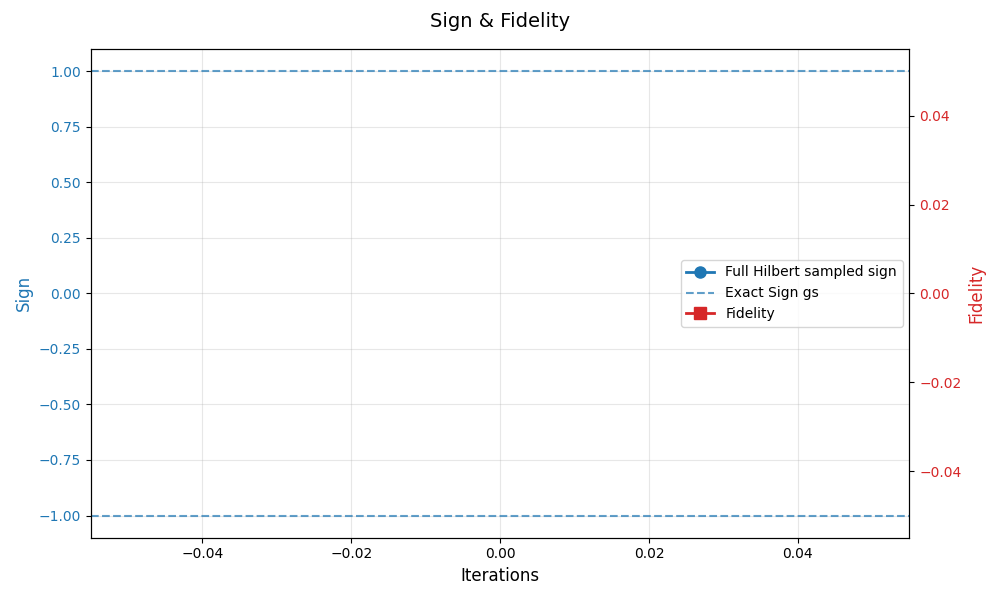 Sign & Fidelity
1.00
0.75
0.50
0.25
0.00
−0.25
−0.50
−0.75
−1.00
Sign
0.04
0.02
0.00
−0.02
−0.04
Fidelity
Full Hilbert sampled sign
Exact Sign gs
Fidelity
−0.04 −0.02 0.00 0.02 0.04
Iterations